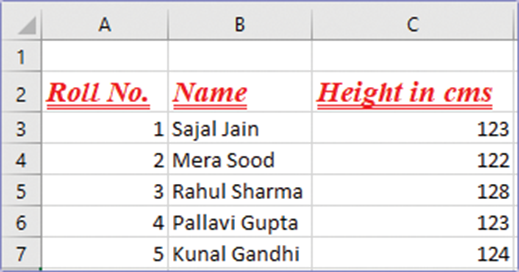 A B C
1
2 Roll No. Name Height in cms
3 1 Sajal Jain 123
4 2 Mera Sood 122
5 3 Rahul Sharma 128
6 4 Pallavi Gupta 123
7 5 Kunal Gandhi 124